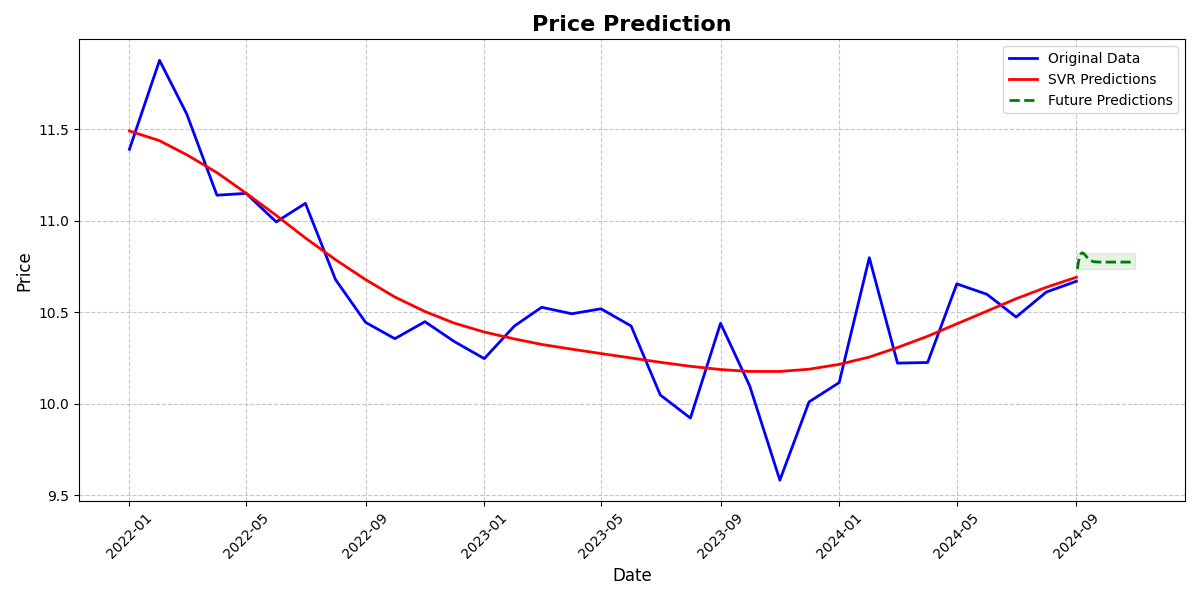 Price Prediction
Original Data
SVR Predictions
Future Predictions
Price
11.5
11.0
10.5
10.0
9.5
2022-01
2022-05
2022-09
2023-01
2023-05
2023-09
2024-01
2024-05
2024-09
Date